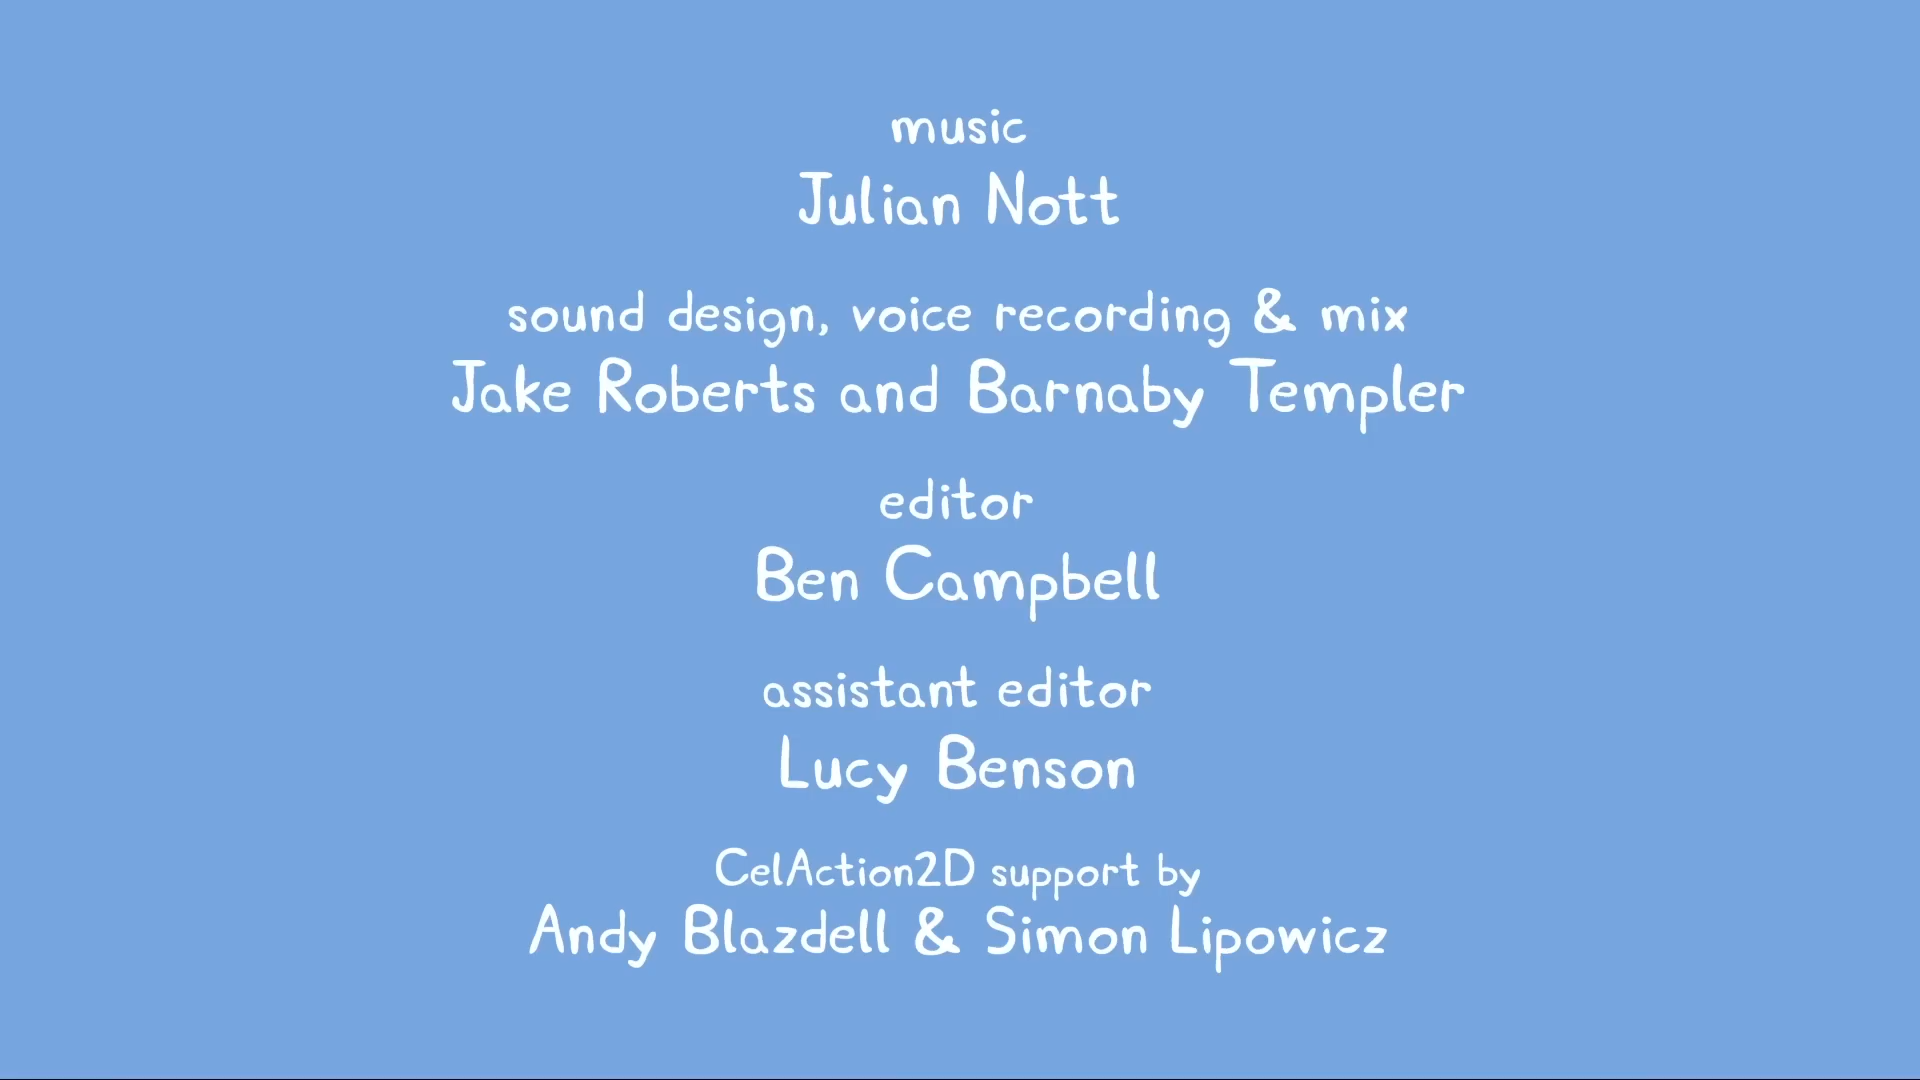 music
Julian Nott
sound design, voice recording & mix
Jake Roberts and Barnaby Templer
editor
Ben Campbell
assistant editor
Lucy Benson
CelAction2D support by
Andy Blazdell & Simon Lipowicz